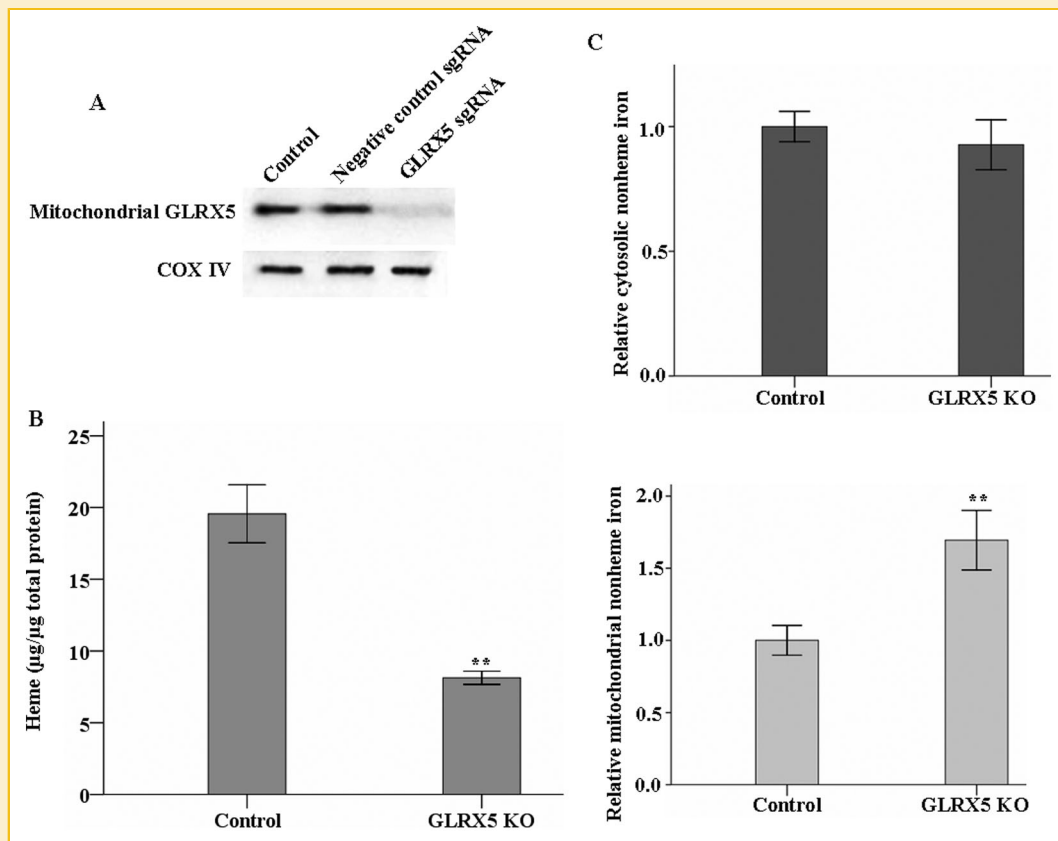 A
Control
Negative control sgRNA
GLRX5 sgRNA
Mitochondrial GLRX5
COX IV
B
Heme (µg/µg total protein)
25
20
15
10
5
0
**
Control
GLRX5 KO
C
Relative cytosolic nonheme iron
1.0
0.5
0.0
Control
GLRX5 KO
Relative mitochondrial nonheme iron
2.0
1.5
1.0
0.5
0.0
**
Control
GLRX5 KO